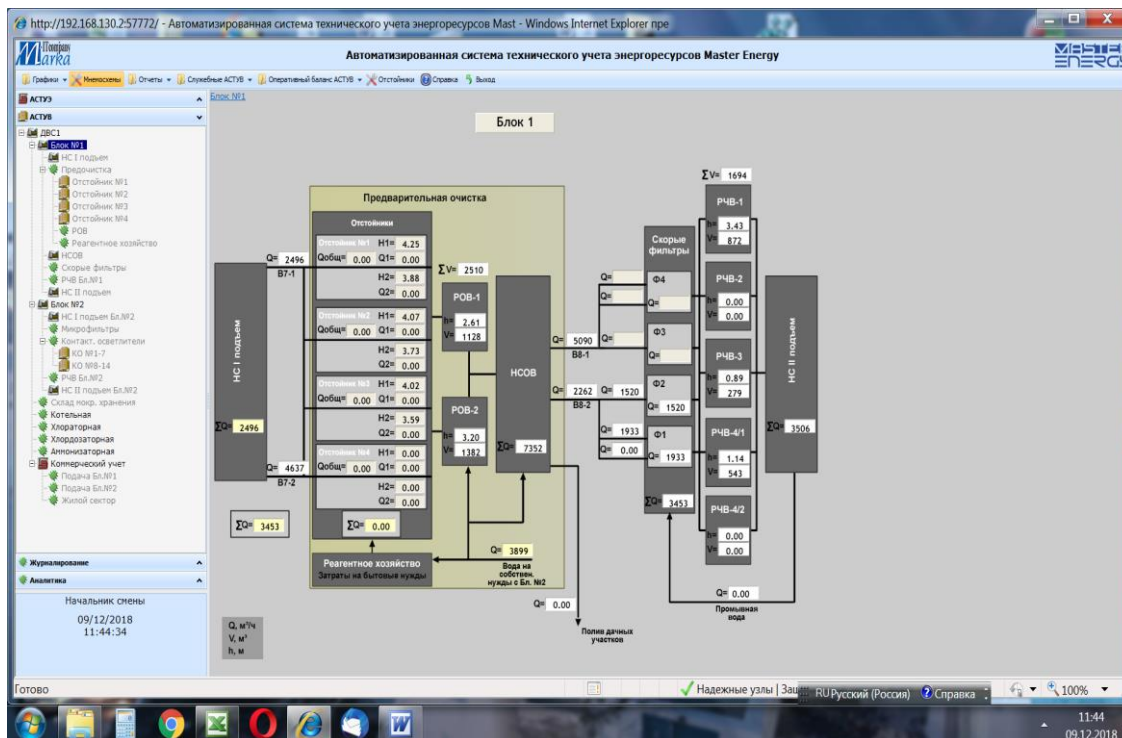 http://192.168.130.2:57772/ - Автоматизированная система технического учета энергоресурсов Mast - Windows Internet Explorer пре
Marka
IT Company
Автоматизированная система технического учета энергоресурсов Master Energy
MASTER ENERGY
Графики
Мнемосхемы
Отчеты
Служебные АСТУВ
Оперативный баланс АСТУВ
Отстойники
Справка
Выход
АСТУЭ
АСТУВ
ДВС1
Блок №1
НС I подъем
Предочистка
Отстойник №1
Отстойник №2
Отстойник №3
Отстойник №4
РОВ
Реагентное хозяйство
НСОВ
Скорые фильтры
РЧВ Бл.№1
НС II подъем
Блок №2
НС I подъем Бл.№2
Микрофильтры
Контакт. осветлители
КО №1-7
КО №8-14
РЧВ Бл.№2
НС II подъем Бл.№2
Склад мокр. хранения
Котельная
Хлораторная
Хлордозаторная
Аммонизаторная
Коммерческий учет
Подача Бл.№1
Подача Бл.№2
Жилой сектор
Журналирование
Аналитика
Начальник смены
09/12/2018
11:44:34
Блок №1
Блок 1
НС I подъем
ΣQ= 2496
Q= 2496
В7-1
Q= 4637
В7-2
ΣQ= 3453
Предварительная очистка
Отстойники
Отстойник №1 H1= 4.25
Qобщ= 0.00 Q1= 0.00
H2= 3.88
Q2= 0.00
Отстойник №2 H1= 4.07
Qобщ= 0.00 Q1= 0.00
H2= 3.73
Q2= 0.00
Отстойник №3 H1= 4.02
Qобщ= 0.00 Q1= 0.00
H2= 3.59
Q2= 0.00
Отстойник №4 H1= 0.00
Qобщ= 0.00 Q1= 0.00
H2= 0.00
Q2= 0.00
ΣQ= 0.00
Реагентное хозяйство
Затраты на бытовые нужды
ΣV= 2510
РОВ-1
h= 2.61
V= 1128
РОВ-2
h= 3.20
V= 1382
НСОВ
ΣQ= 7352
Q= 3899
Вода на
собствен.
нужды с Бл. №2
Q= 0.00
Полив дачных
участков
Q= 5090
В8-1
Q= 2262
В8-2
Q=
Q=
Q=
Q= 1520
Q= 1933
Q= 0.00
Скорые
фильтры
Ф4
Q=
Ф3
Q=
Ф2
Q= 1520
Ф1
Q= 1933
ΣQ= 3453
ΣV= 1694
РЧВ-1
h= 3.43
V= 872
РЧВ-2
h= 0.00
V= 0.00
РЧВ-3
h= 0.89
V= 279
РЧВ-4/1
h= 1.14
V= 543
РЧВ-4/2
h= 0.00
V= 0.00
НС II подъем
ΣQ= 3506
Q= 0.00
Промывная
вода
Q, м³/ч
V, м³
h, м
Готово
Надежные узлы | Защ
RU Русский (Россия)
Справка
100%
11:44
09.12.2018